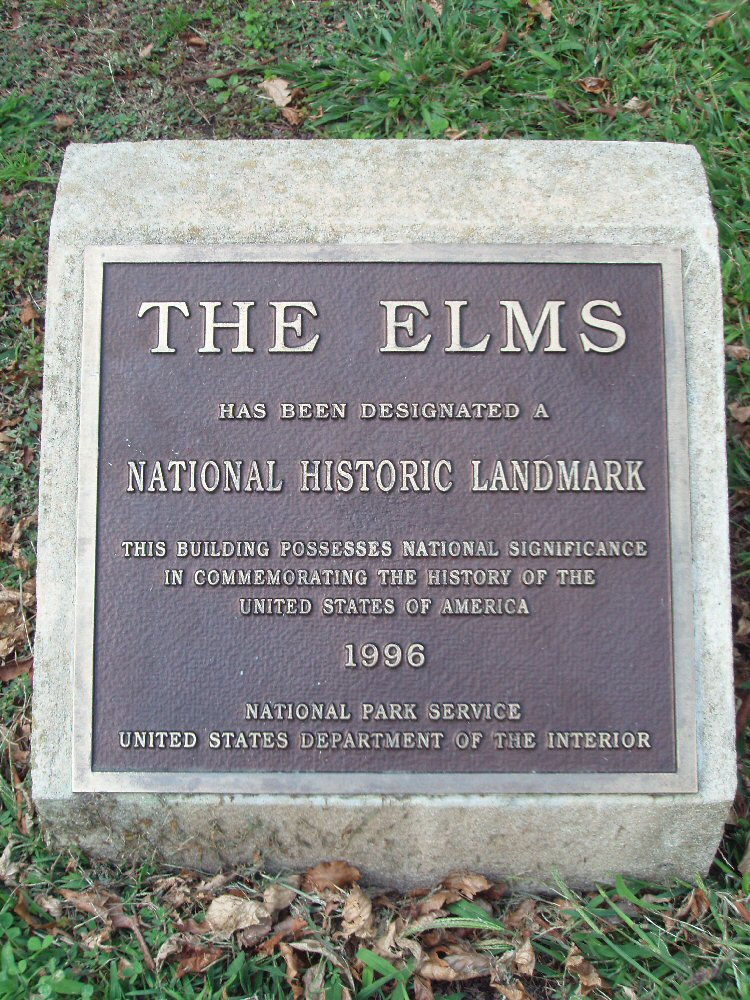 THE ELMS
HAS BEEN DESIGNATED A
NATIONAL HISTORIC LANDMARK
THIS BUILDING POSSESSES NATIONAL SIGNIFICANCE
IN COMMEMORATING THE HISTORY OF THE
UNITED STATES OF AMERICA
1996
NATIONAL PARK SERVICE
UNITED STATES DEPARTMENT OF THE INTERIOR